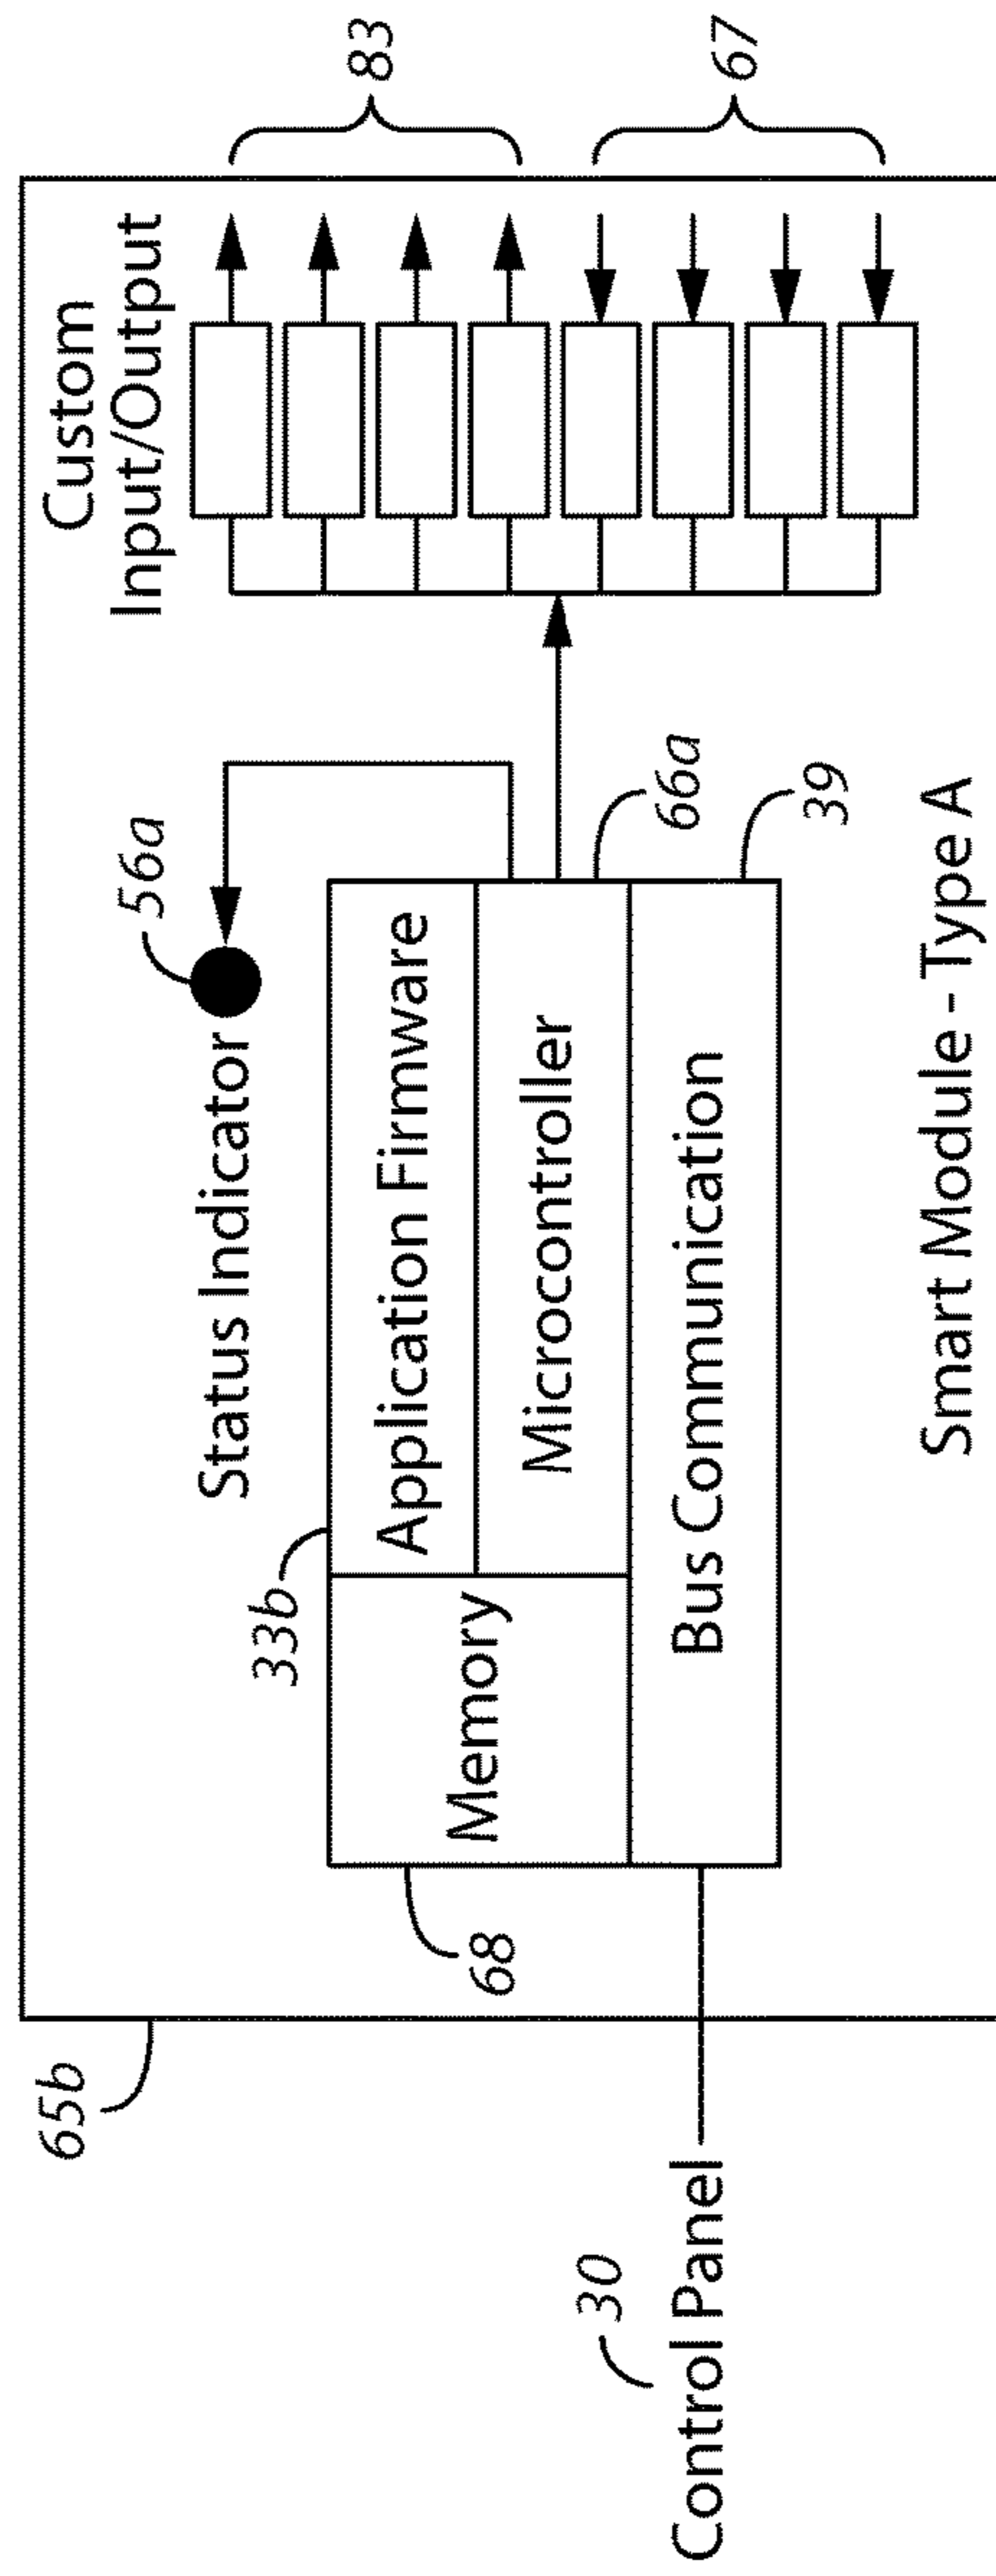 65b
Custom
Input/Output
83
67
56a
Status Indicator
33b
Application Firmware
Memory
Microcontroller
66a
68
Bus Communication
39
30
Control Panel
Smart Module - Type A